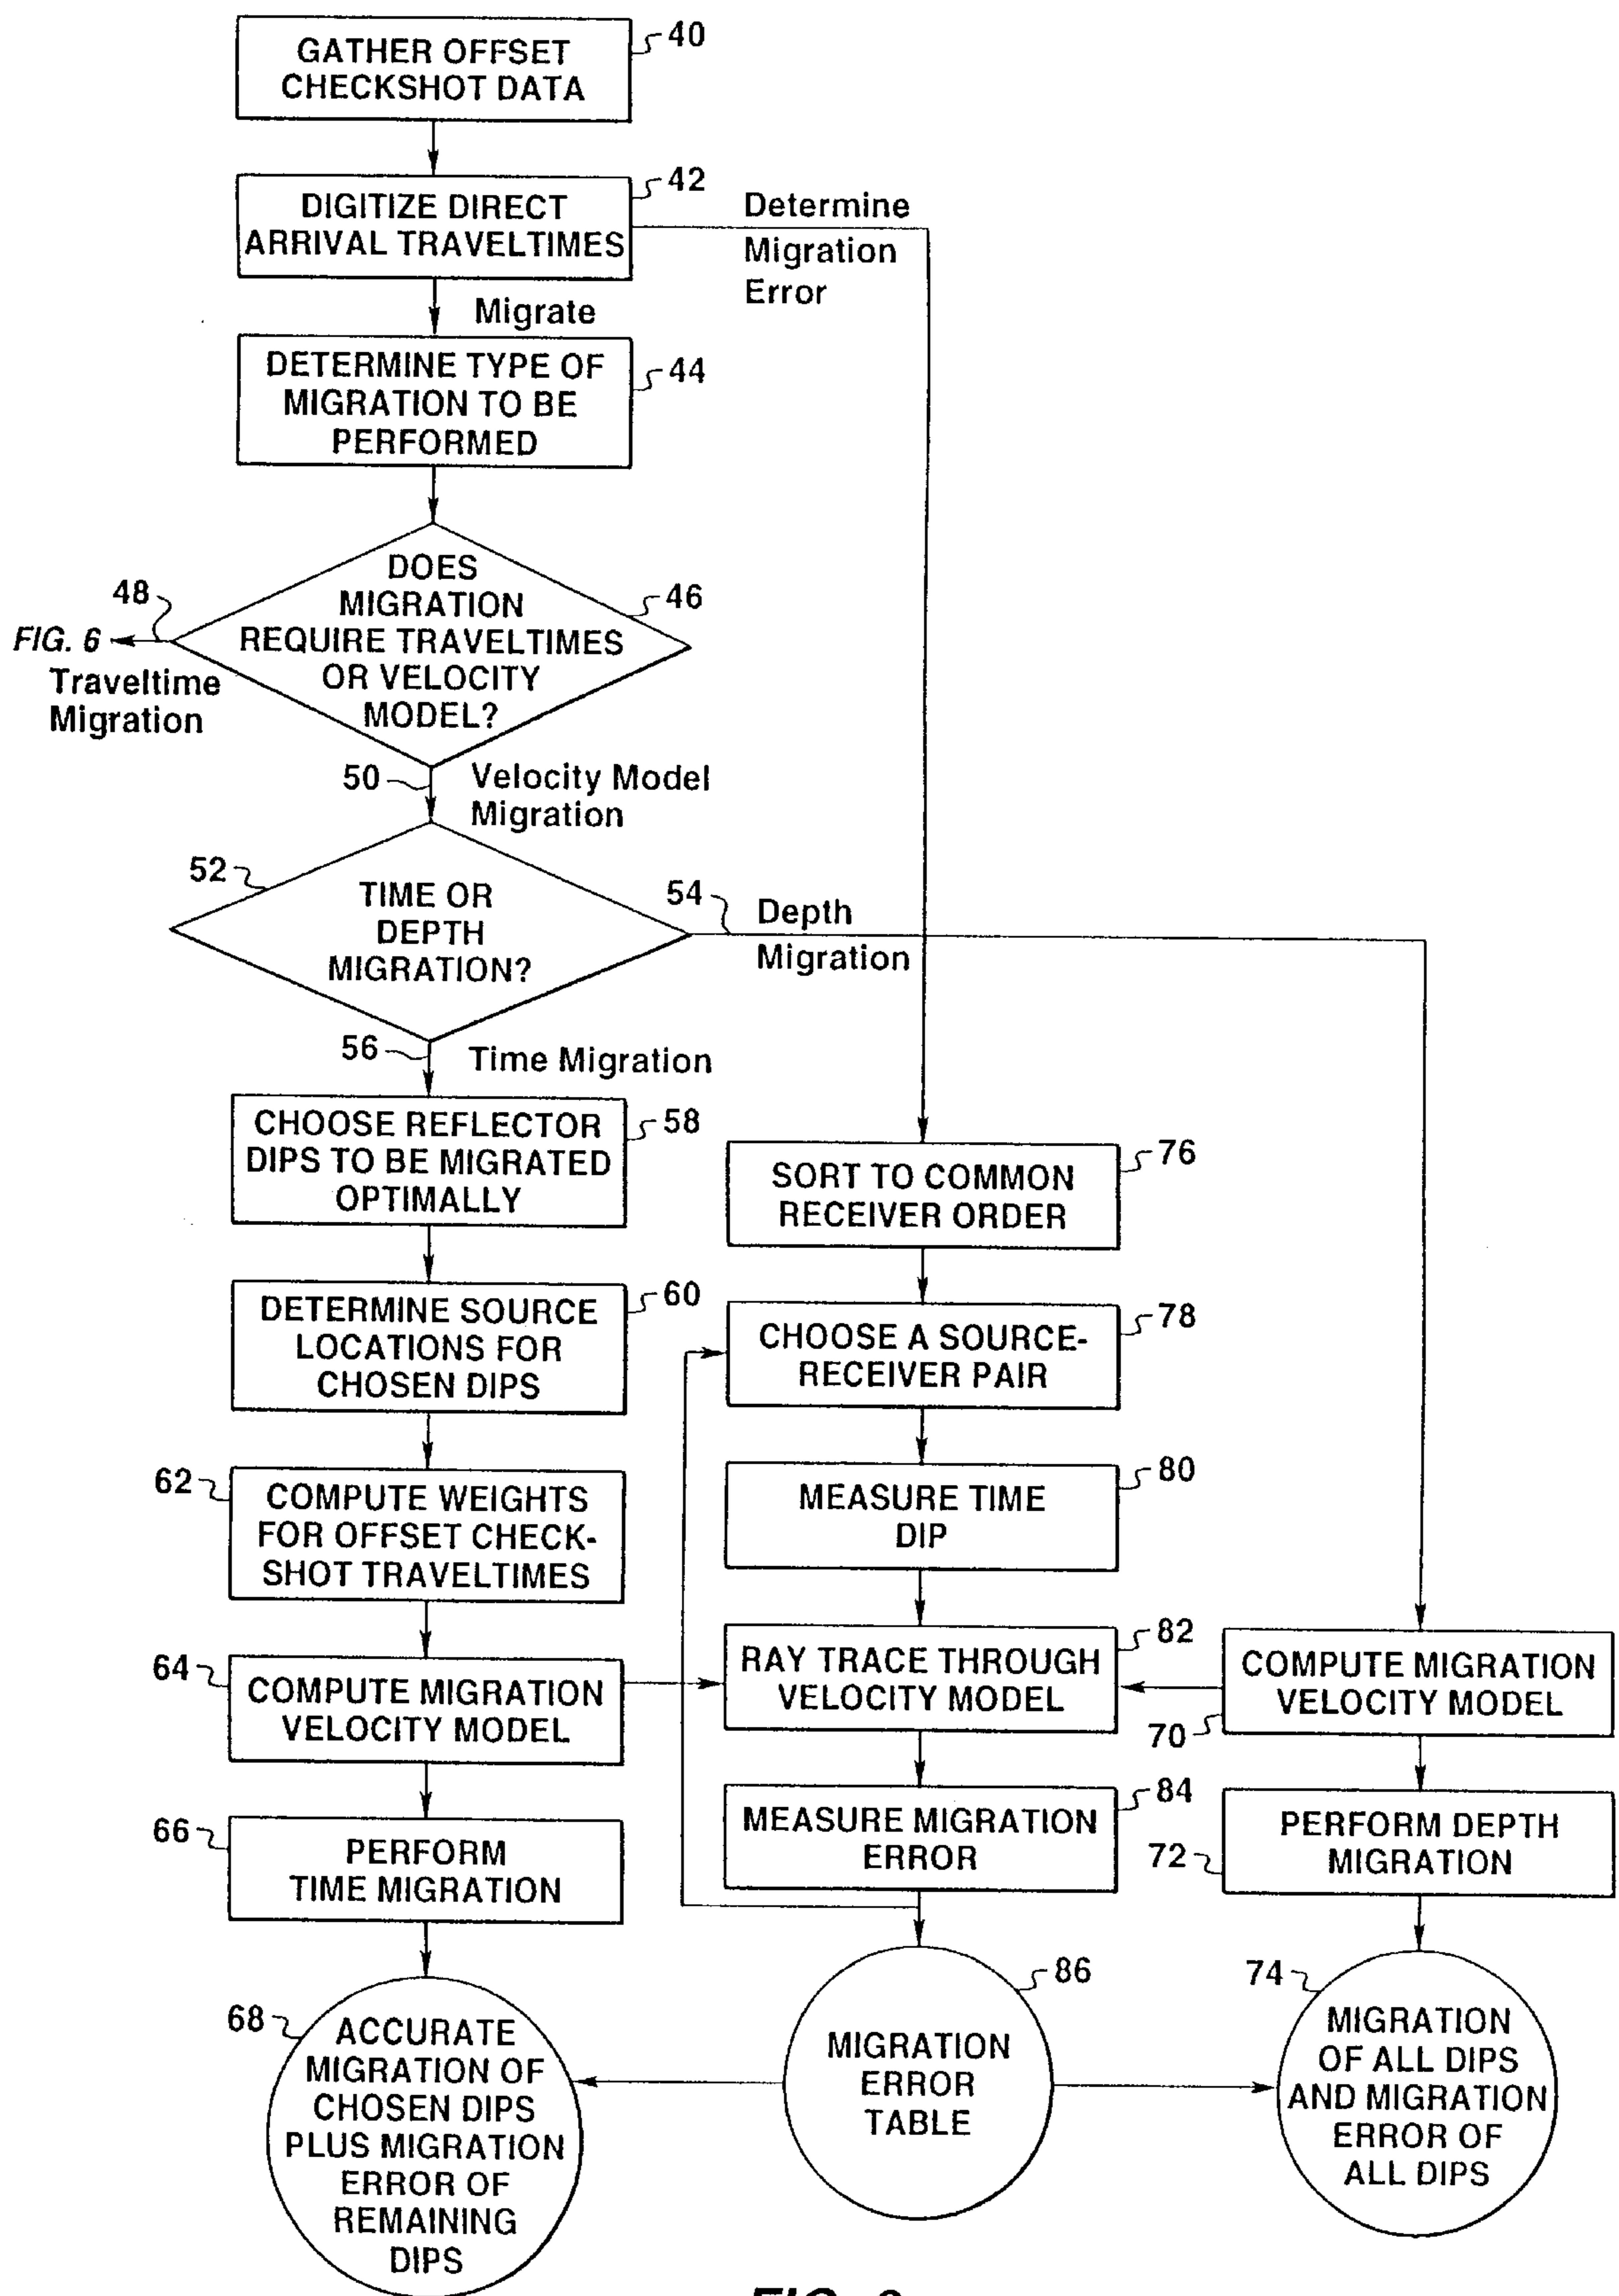 GATHER OFFSET
CHECKSHOT DATA
40
DIGITIZE DIRECT
ARRIVAL TRAVELTIMES
42
Determine
Migration
Error
Migrate
DETERMINE TYPE OF
MIGRATION TO BE
PERFORMED
44
DOES
MIGRATION
REQUIRE TRAVELTIMES
OR VELOCITY
MODEL?
46
48
FIG. 6
Traveltime
Migration
50
Velocity Model
Migration
52
TIME OR
DEPTH
MIGRATION?
54
Depth
Migration
56
Time Migration
CHOOSE REFLECTOR
DIPS TO BE MIGRATED
OPTIMALLY
58
DETERMINE SOURCE
LOCATIONS FOR
CHOSEN DIPS
60
62
COMPUTE WEIGHTS
FOR OFFSET CHECK-
SHOT TRAVELTIMES
64
COMPUTE MIGRATION
VELOCITY MODEL
66
PERFORM
TIME MIGRATION
68
ACCURATE
MIGRATION OF
CHOSEN DIPS
PLUS MIGRATION
ERROR OF
REMAINING
DIPS
SORT TO COMMON
RECEIVER ORDER
76
CHOOSE A SOURCE-
RECEIVER PAIR
78
MEASURE TIME
DIP
80
RAY TRACE THROUGH
VELOCITY MODEL
82
MEASURE MIGRATION
ERROR
84
MIGRATION
ERROR
TABLE
86
COMPUTE MIGRATION
VELOCITY MODEL
70
PERFORM DEPTH
MIGRATION
72
74
MIGRATION
OF ALL DIPS
AND MIGRATION
ERROR OF
ALL DIPS
FIG.